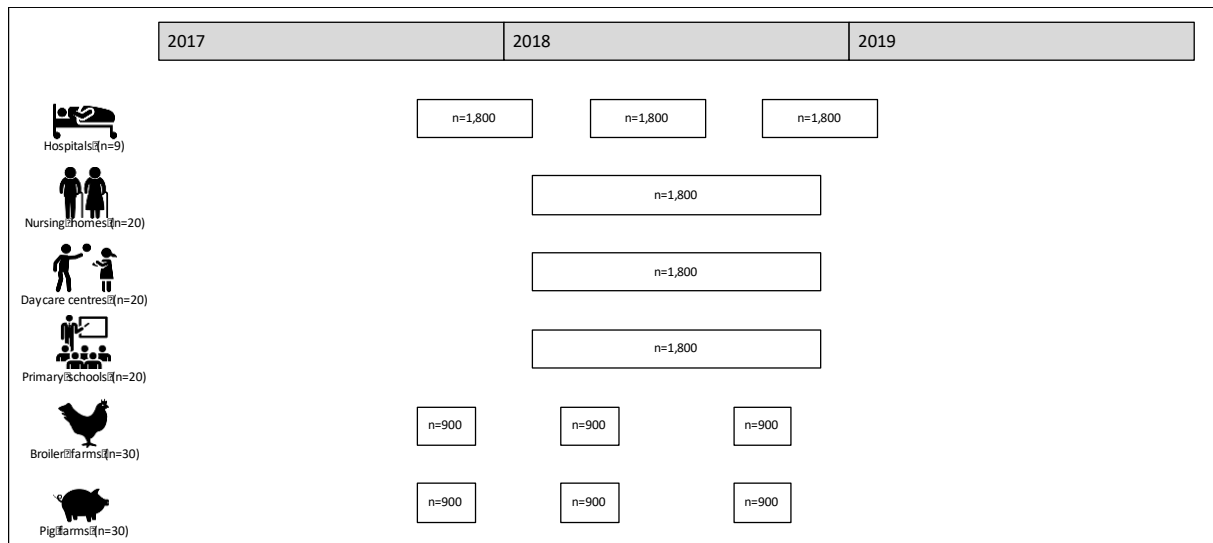 2017 2018 2019
n=1,800 n=1,800 n=1,800
Hospitals (n=9)
n=1,800
Nursing homes (n=20)
n=1,800
Daycare centres (n=20)
n=1,800
Primary schools (n=20)
n=900 n=900 n=900
Broiler farms (n=30)
n=900 n=900 n=900
Pig farms (n=30)